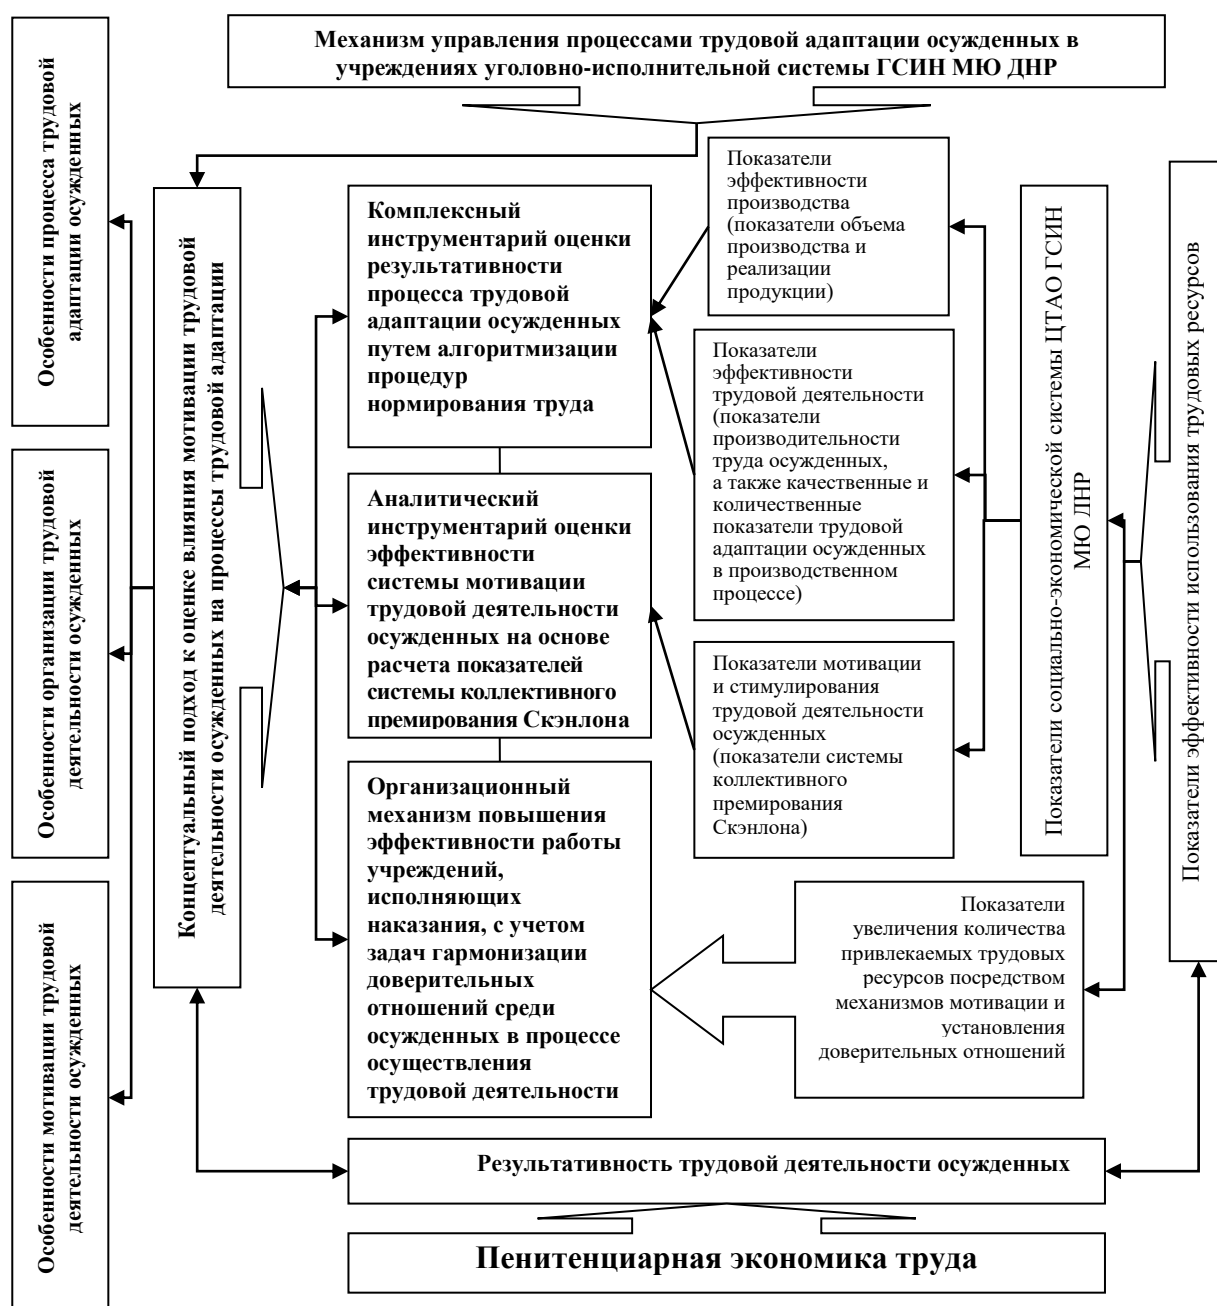 Механизм управления процессами трудовой адаптации осужденных в
учреждениях уголовно-исполнительной системы ГСИН МЮ ДНР
Особенности процесса трудовой
адаптации осужденных
Особенности организации трудовой
деятельности осужденных
Особенности мотивации трудовой
деятельности осужденных
Концептуальный подход к оценке влияния мотивации трудовой
деятельности осужденных на процессы трудовой адаптации
Комплексный
инструментарий оценки
результативности
процесса трудовой
адаптации осужденных
путем алгоритмизации
процедур
нормирования труда
Аналитический
инструментарий оценки
эффективности
системы мотивации
трудовой деятельности
осужденных на основе
расчета показателей
системы коллективного
премирования Скэнлона
Организационный
механизм повышения
эффективности работы
учреждений,
исполняющих
наказания, с учетом
задач гармонизации
доверительных
отношений среди
осужденных в процессе
осуществления
трудовой деятельности
Показатели
эффективности
производства
(показатели объема
производства и
реализации
продукции)
Показатели
эффективности
трудовой деятельности
(показатели
производительности
труда осужденных,
а также качественные и
количественные
показатели трудовой
адаптации осужденных
в производственном
процессе)
Показатели мотивации
и стимулирования
трудовой деятельности
осужденных
(показатели системы
коллективного
премирования
Скэнлона)
Показатели
увеличения количества
привлекаемых трудовых
ресурсов посредством
механизмов мотивации и
установления
доверительных отношений
Показатели социально-экономической системы ЦТАО ГСИН
МЮ ДНР
Показатели эффективности использования трудовых ресурсов
Результативность трудовой деятельности осужденных
Пенитенциарная экономика труда